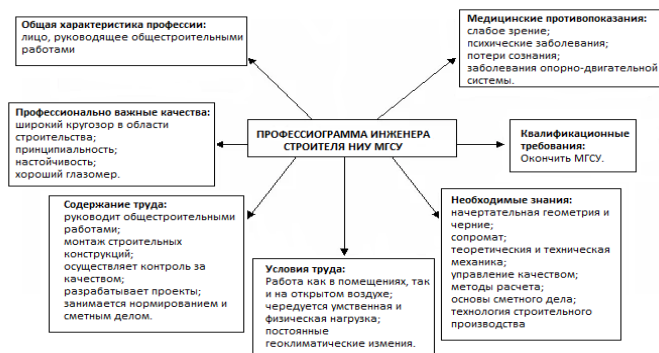 Общая характеристика профессии:
лицо, руководящее общестроительными
работами
Медицинские противопоказания:
слабое зрение;
психические заболевания;
потери сознания;
заболевания опорно-двигательной
системы.
Профессионально важные качества:
широкий кругозор в области
строительства;
принципиальность;
настойчивость;
хороший глазомер.
ПРОФЕССИОГРАММА ИНЖЕНЕРА
СТРОИТЕЛЯ НИУ МГСУ
Квалификационные
требования:
Окончить МГСУ.
Содержание труда:
руководит общестроительными
работами;
монтаж строительных
конструкций;
осуществляет контроль за
качеством;
разрабатывает проекты;
занимается нормированием и
сметным делом.
Условия труда:
Работа как в помещениях, так
и на открытом воздухе;
чередуется умственная и
физическая нагрузка;
постоянные
геоклиматические измения.
Необходимые знания:
начертательная геометрия и
черние;
сопромат;
теоретическия и техническая
механика;
управление качеством;
методы расчета;
основы сметного дела;
технология строительного
производства